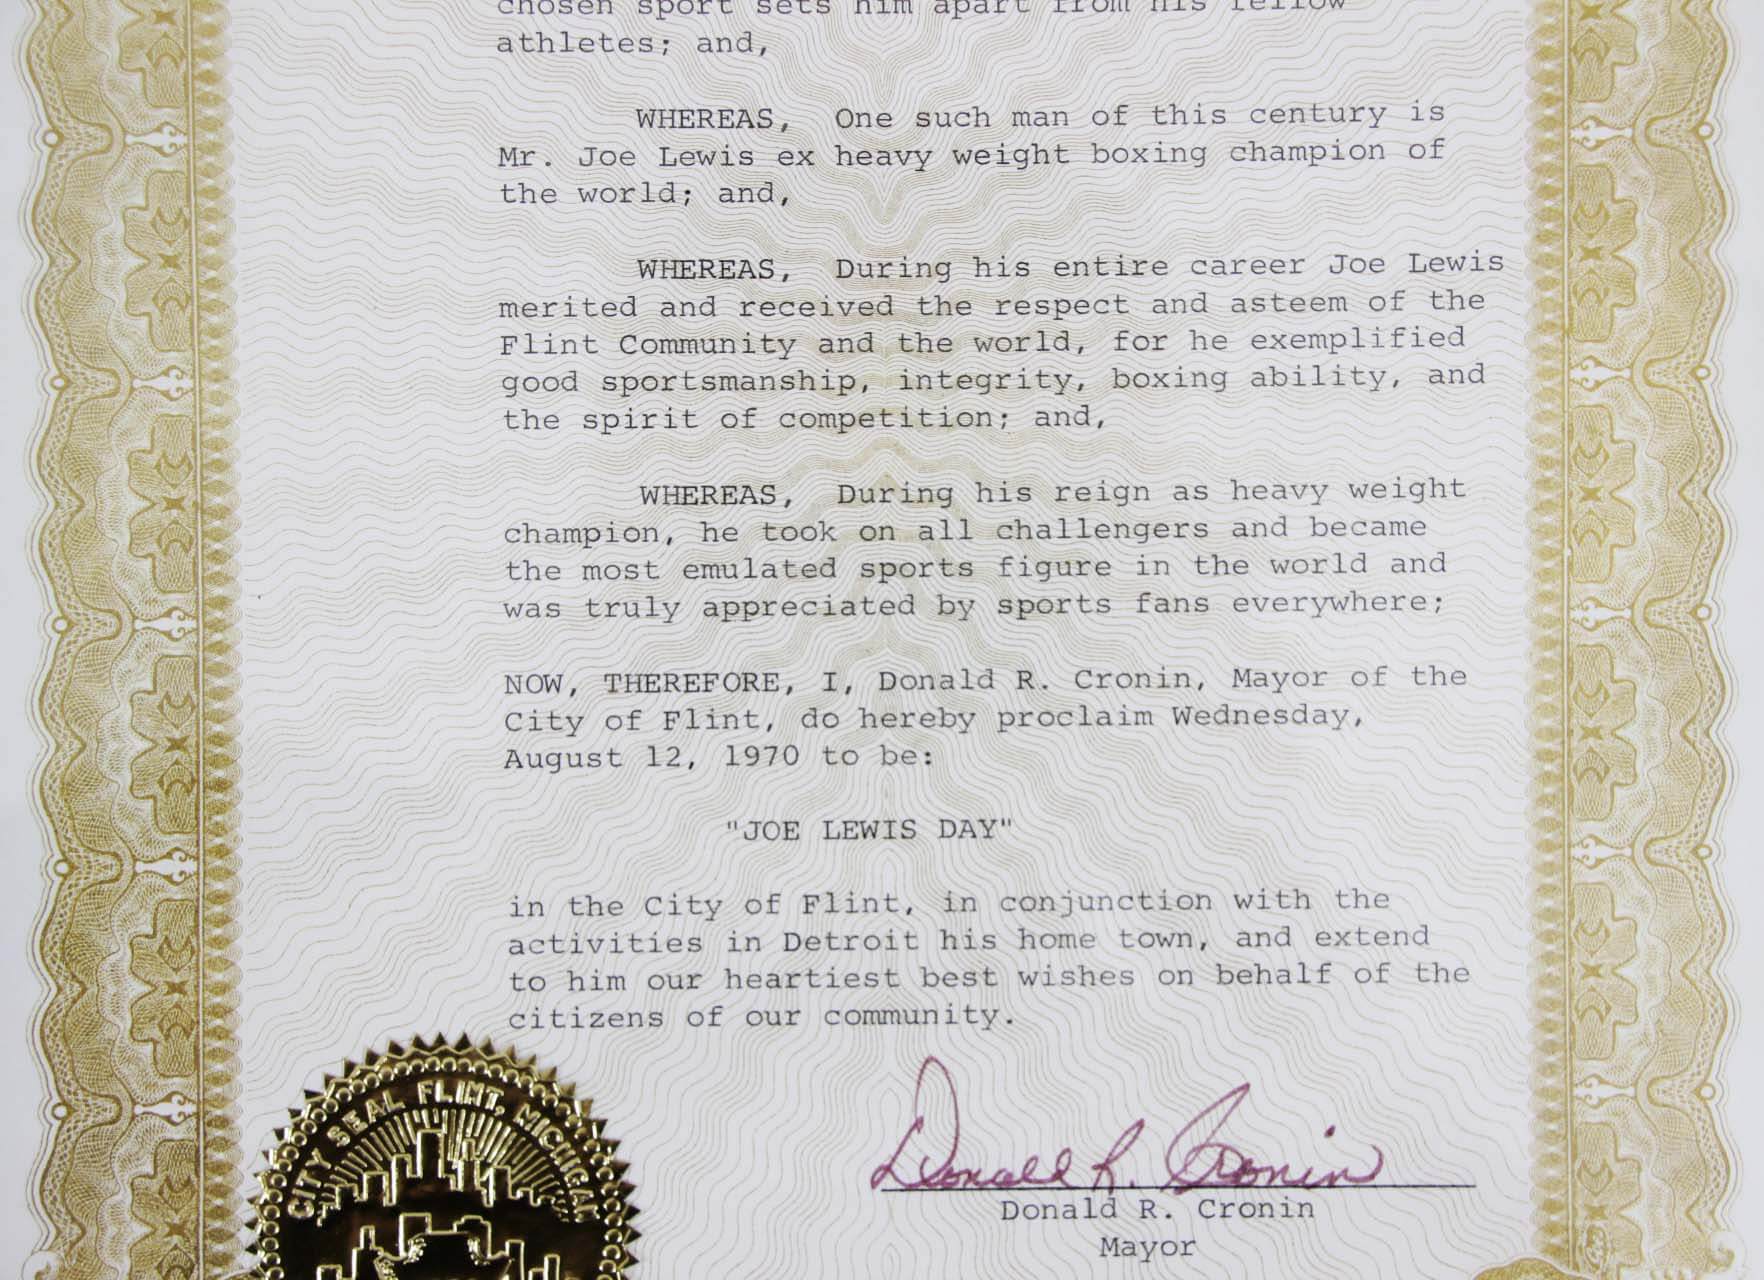 chosen sport sets him apart from his fellow
athletes; and,
WHEREAS, One such man of this century is
Mr. Joe Lewis ex heavy weight boxing champion of
the world; and,
WHEREAS, During his entire career Joe Lewis
merited and received the respect and asteem of the
Flint Community and the world, for he exemplified
good sportsmanship, integrity, boxing ability, and
the spirit of competition; and,
WHEREAS, During his reign as heavy weight
champion, he took on all challengers and became
the most emulated sports figure in the world and
was truly appreciated by sports fans everywhere;
NOW, THEREFORE, I, Donald R. Cronin, Mayor of the
City of Flint, do hereby proclaim Wednesday,
August 12, 1970 to be:
"JOE LEWIS DAY"
in the City of Flint, in conjunction with the
activities in Detroit his home town, and extend
to him our heartiest best wishes on behalf of the
citizens of our community.
CITY SEAL FLINT, MICHIGAN
Donald R. Cronin
Donald R. Cronin
Mayor